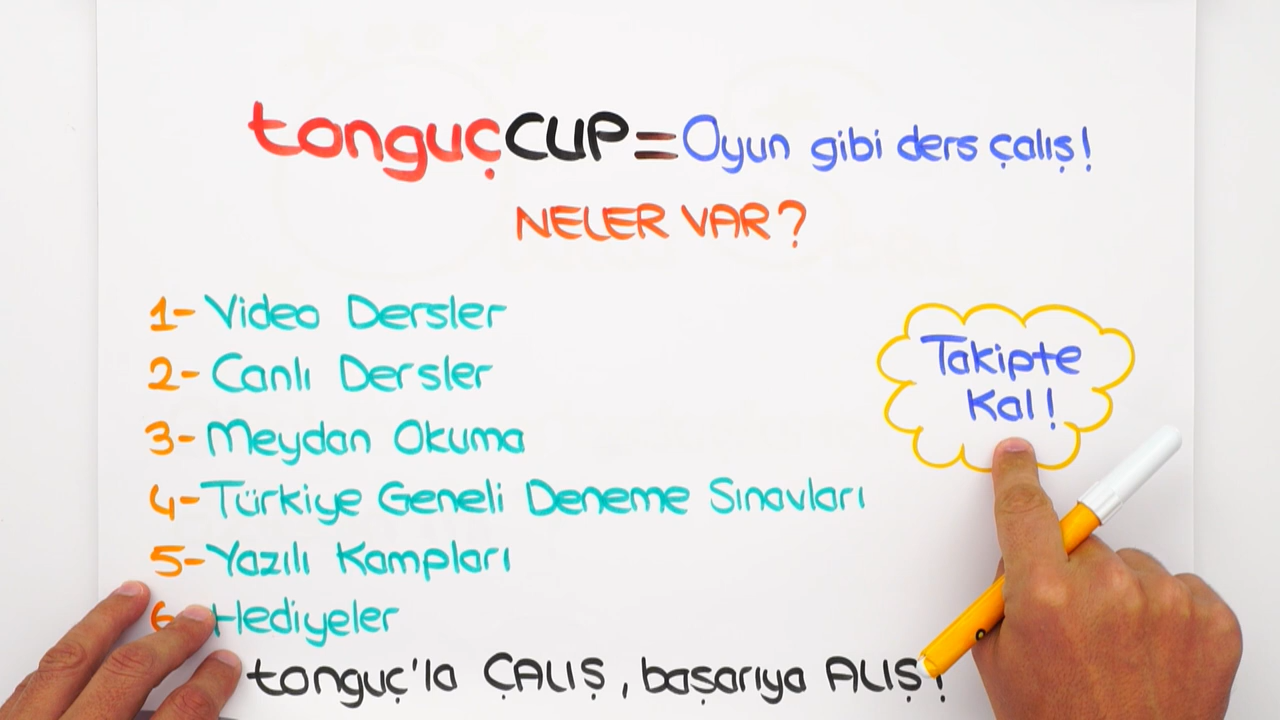 tonguçCUP=Oyun gibi ders çalış!
NELER VAR?
1- Video Dersler
2- Canlı Dersler
3- Meydan Okuma
4- Türkiye Geneli Deneme Sınavları
5- Yazılı Kampları
6- Hediyeler
Takipte
Kal!
tonguç'la ÇALIŞ, başarıya ALIŞ!